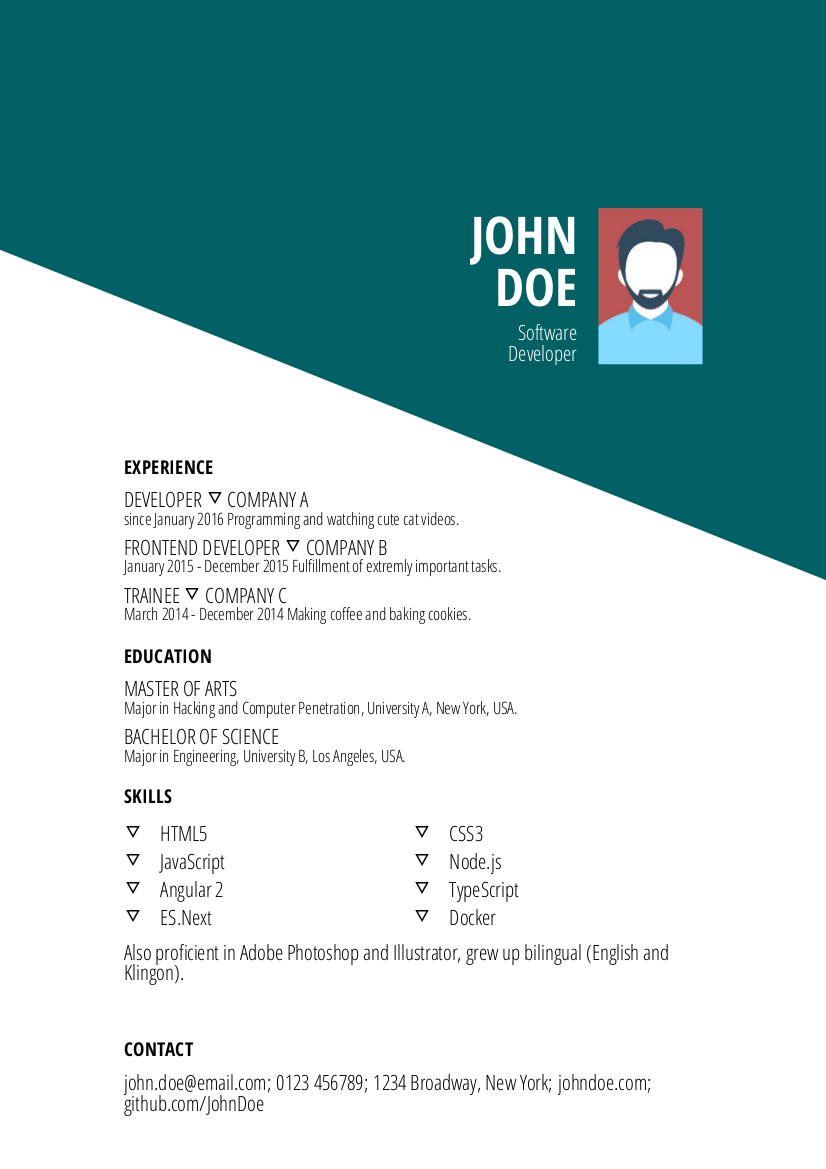 JOHN
DOE
Software
Developer
EXPERIENCE
DEVELOPER ▽ COMPANY A
since January 2016 Programming and watching cute cat videos.
FRONTEND DEVELOPER ▽ COMPANY B
January 2015 - December 2015 Fulfillment of extremly important tasks.
TRAINEE ▽ COMPANY C
March 2014 - December 2014 Making coffee and baking cookies.
EDUCATION
MASTER OF ARTS
Major in Hacking and Computer Penetration, University A, New York, USA.
BACHELOR OF SCIENCE
Major in Engineering, University B, Los Angeles, USA.
SKILLS
▽ HTML5 ▽ CSS3
▽ JavaScript ▽ Node.js
▽ Angular 2 ▽ TypeScript
▽ ES.Next ▽ Docker
Also proficient in Adobe Photoshop and Illustrator, grew up bilingual (English and
Klingon).
CONTACT
john.doe@email.com; 0123 456789; 1234 Broadway, New York; johndoe.com;
github.com/JohnDoe